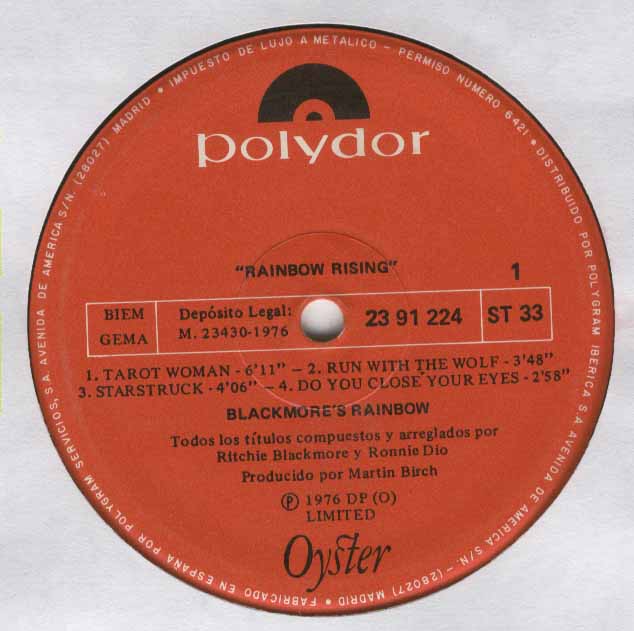 FABRICADO EN ESPAÑA POR POLYGRAM SERVICIOS, S.A. AVENIDA DE AMERICA S/N. (28027) MADRID • IMPUESTO DE LUJO A METALICO – PERMISO NUMERO 6421 • DISTRIBUIDO POR POLYGRAM IBERICA S.A. AVENIDA DE AMERICA S/N. – (28027) MADRID •
polydor
"RAINBOW RISING"
1
BIEM
GEMA
Depósito Legal:
M. 23430-1976
23 91 224
ST 33
1. TAROT WOMAN - 6'11" – 2. RUN WITH THE WOLF - 3'48"
3. STARSTRUCK - 4'06" – 4. DO YOU CLOSE YOUR EYES - 2'58"
BLACKMORE'S RAINBOW
Todos los títulos compuestos y arreglados por
Ritchie Blackmore y Ronnie Dio
Producido por Martin Birch
Ⓟ 1976 DP (O)
LIMITED
Oyster